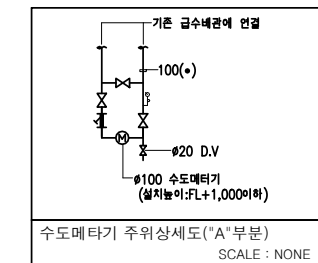 기존 급수배관에 연결
100(•)
M
ø20 D.V
ø100 수도메터기
(설치높이:FL+1,000이하)
수도메타기 주위상세도("A"부분)
SCALE : NONE